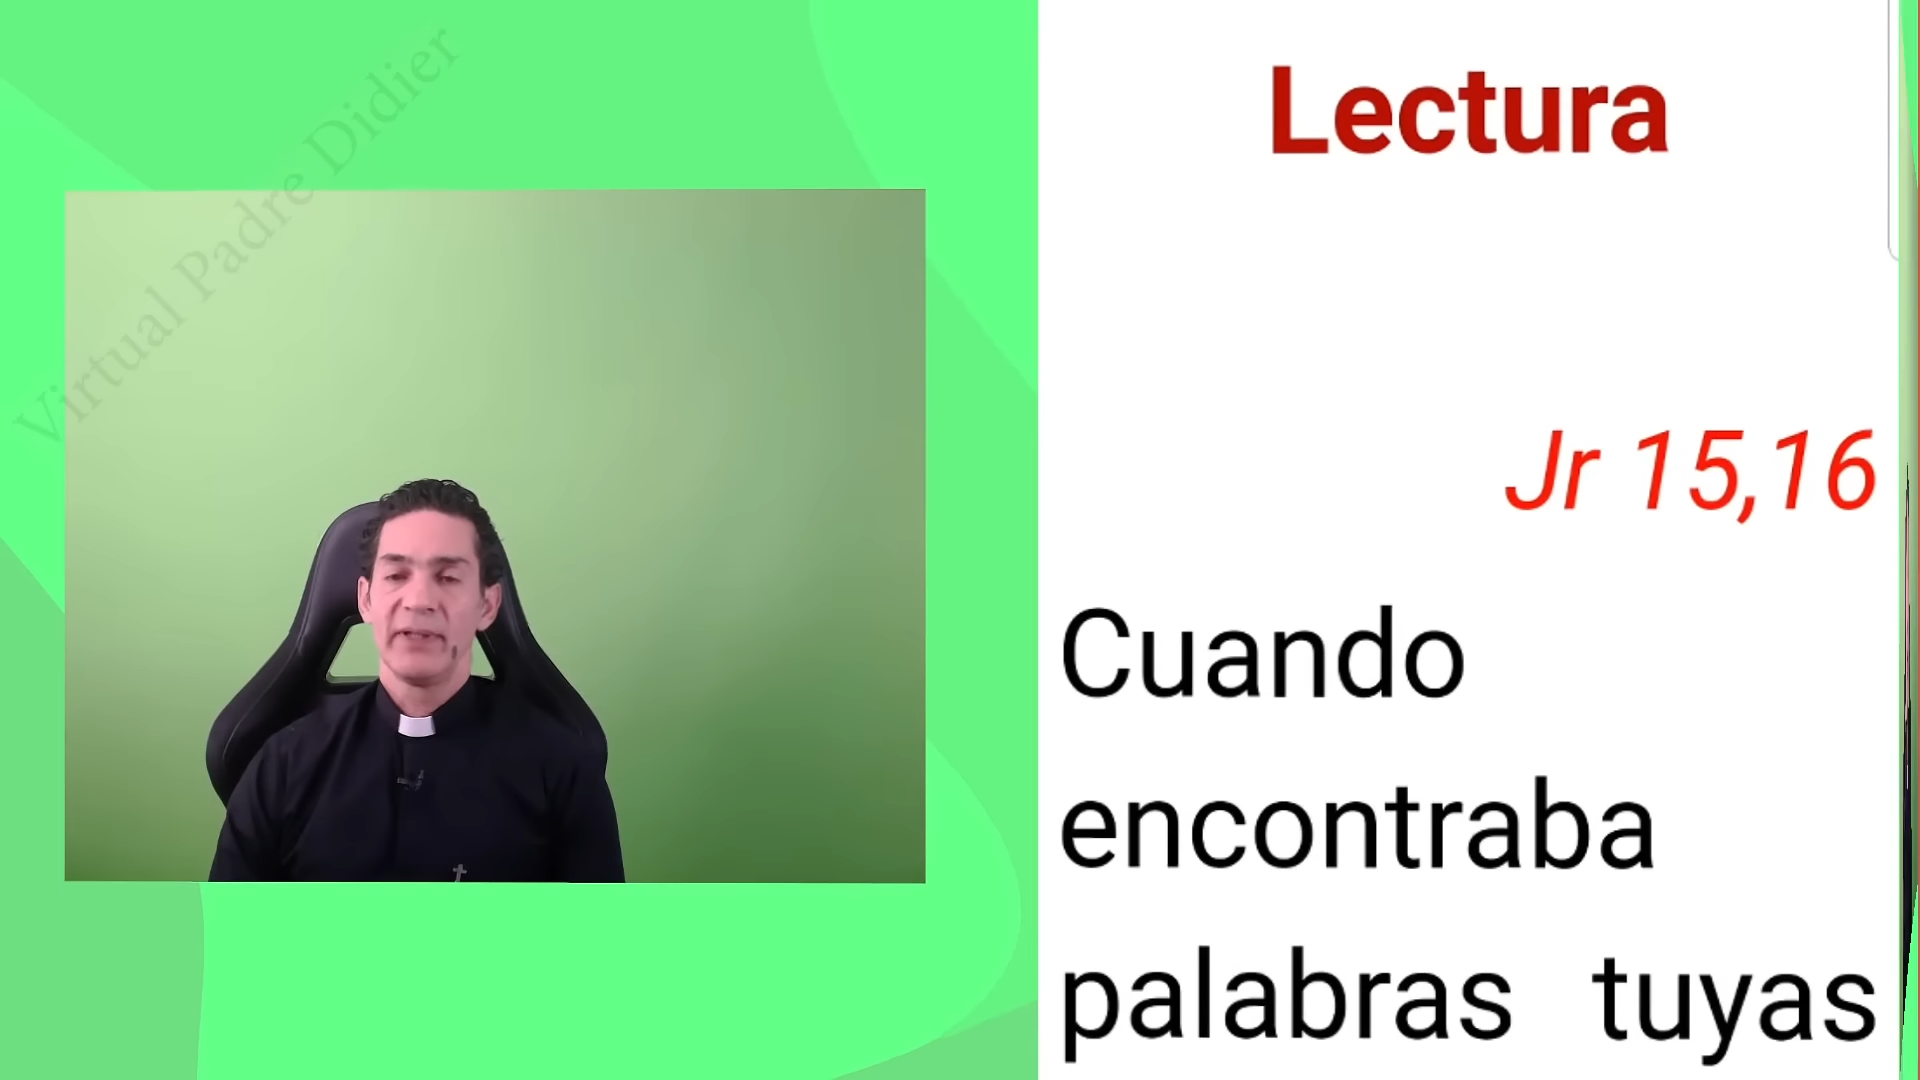 Virtual Padre Didier
Lectura
Jr 15,16
Cuando
encontraba
palabras tuyas